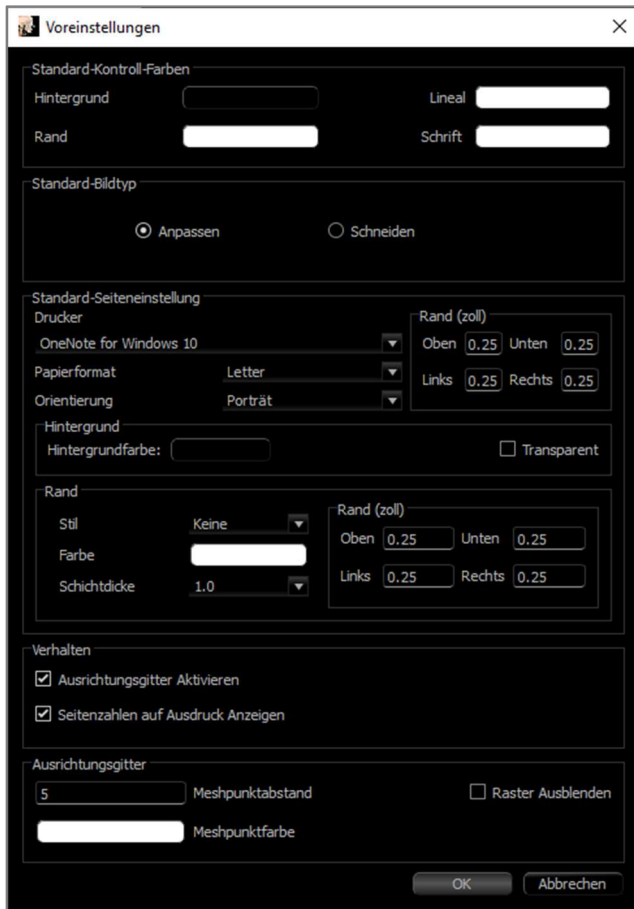 Voreinstellungen
Standard-Kontroll-Farben
Hintergrund Lineal
Rand Schrift
Standard-Bildtyp
Anpassen Schneiden
Standard-Seiteneinstellung
Drucker
OneNote for Windows 10
Papierformat Letter
Orientierung Porträt
Rand (zoll)
Oben 0.25 Unten 0.25
Links 0.25 Rechts 0.25
Hintergrund
Hintergrundfarbe: Transparent
Rand
Stil Keine
Farbe
Schichtdicke 1.0
Rand (zoll)
Oben 0.25 Unten 0.25
Links 0.25 Rechts 0.25
Verhalten
Ausrichtungsgitter Aktivieren
Seitenzahlen auf Ausdruck Anzeigen
Ausrichtungsgitter
5 Meshpunktabstand Raster Ausblenden
Meshpunktfarbe
OK Abbrechen